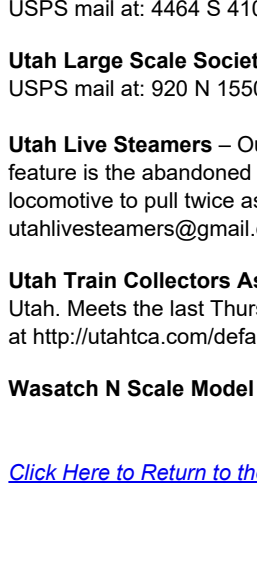 USPS mail at: 4464 S 410
Utah Large Scale Societ
USPS mail at: 920 N 1550
Utah Live Steamers – Ou
feature is the abandoned
locomotive to pull twice as
utahlivesteamers@gmail.
Utah Train Collectors As
Utah. Meets the last Thurs
at http://utahtca.com/defa
Wasatch N Scale Model
Click Here to Return to the